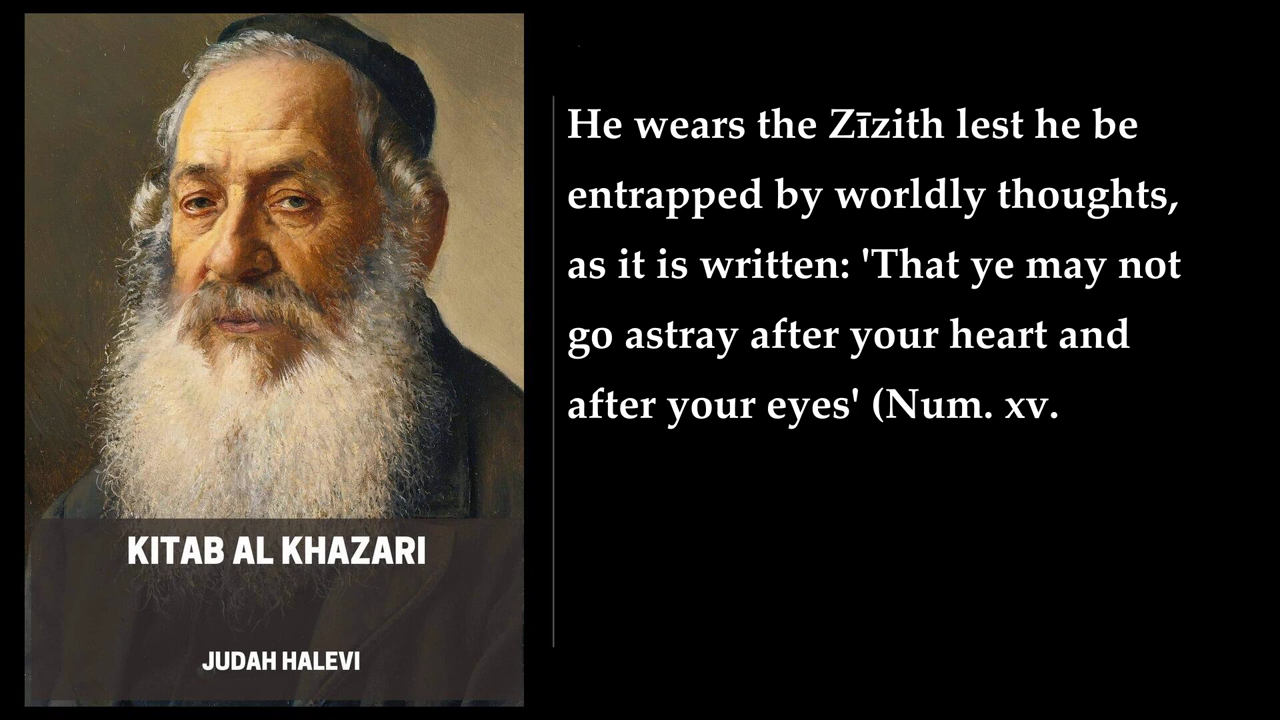 KITAB AL KHAZARI
JUDAH HALEVI
He wears the Zīzith lest he be
entrapped by worldly thoughts,
as it is written: 'That ye may not
go astray after your heart and
after your eyes' (Num. xv.